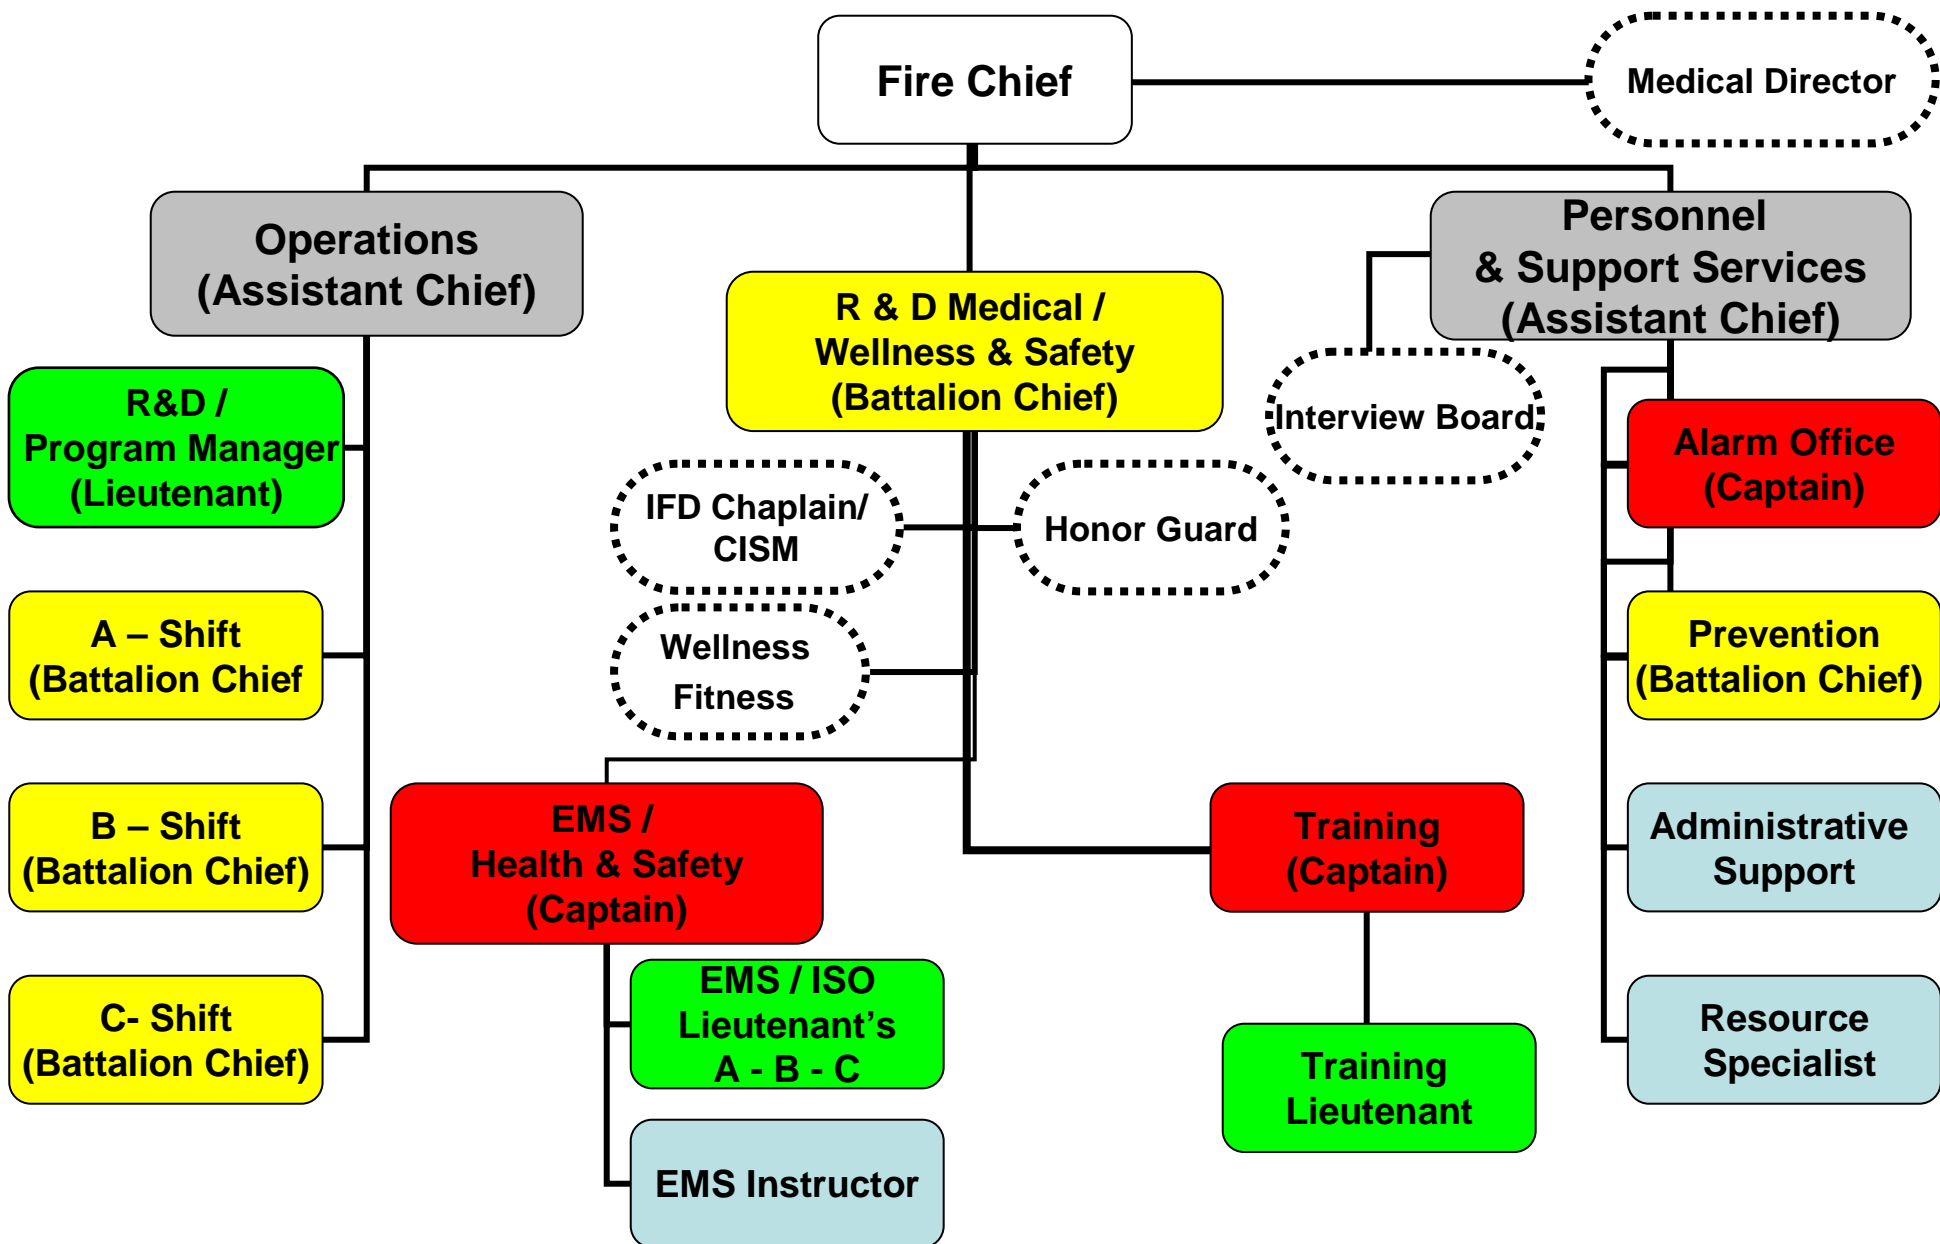 Fire Chief
Medical Director
Operations
(Assistant Chief)
Personnel
& Support Services
(Assistant Chief)
R & D Medical /
Wellness & Safety
(Battalion Chief)
R&D /
Program Manager
(Lieutenant)
Interview Board
Alarm Office
(Captain)
IFD Chaplain/
CISM
Honor Guard
A – Shift
(Battalion Chief
Wellness
Fitness
Prevention
(Battalion Chief)
B – Shift
(Battalion Chief)
EMS /
Health & Safety
(Captain)
Training
(Captain)
Administrative
Support
C- Shift
(Battalion Chief)
EMS / ISO
Lieutenant’s
A - B - C
Training
Lieutenant
Resource
Specialist
EMS Instructor